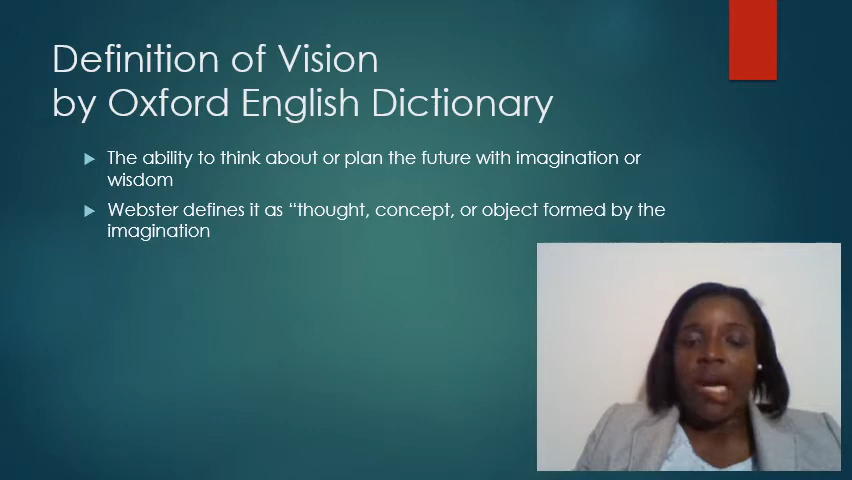 Definition of Vision
by Oxford English Dictionary
The ability to think about or plan the future with imagination or
wisdom
Webster defines it as “thought, concept, or object formed by the
imagination